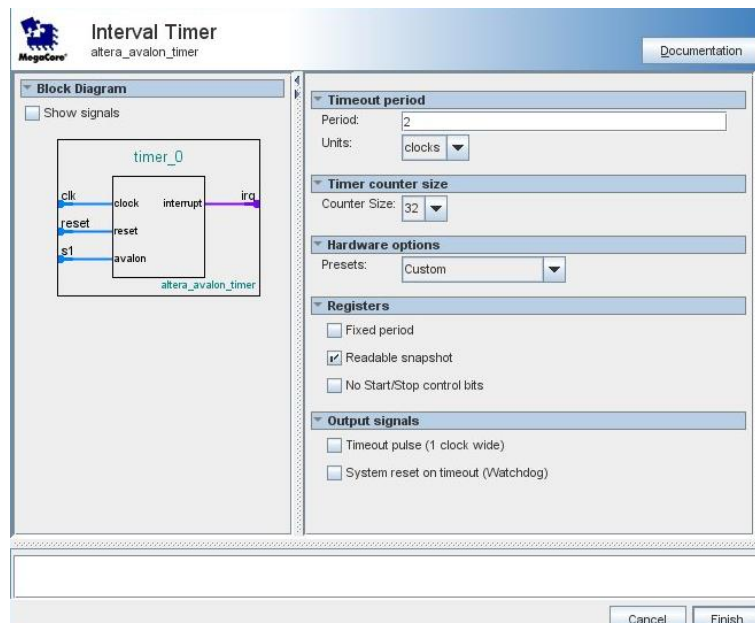 Interval Timer
MegaCore®
altera_avalon_timer
Documentation
Block Diagram
Show signals
timer_0
clk
clock
interrupt
irq
reset
reset
s1
avalon
altera_avalon_timer
Timeout period
Period:
2
Units:
clocks
Timer counter size
Counter Size:
32
Hardware options
Presets:
Custom
Registers
Fixed period
Readable snapshot
No Start/Stop control bits
Output signals
Timeout pulse (1 clock wide)
System reset on timeout (Watchdog)
Cancel
Finish